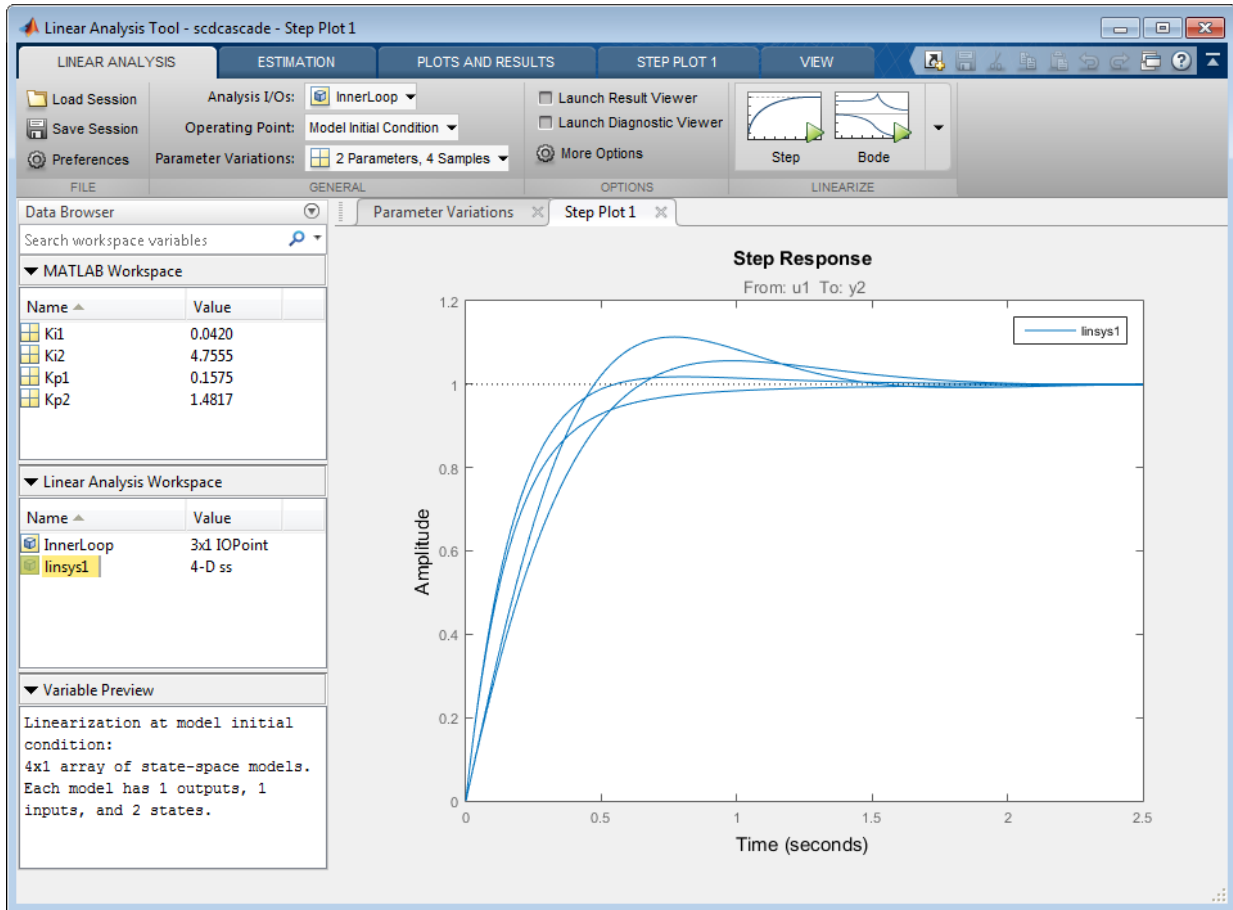 Linear Analysis Tool - scdcascade - Step Plot 1
LINEAR ANALYSIS ESTIMATION PLOTS AND RESULTS STEP PLOT 1 VIEW
Load Session
Save Session
Preferences
FILE
Analysis I/Os: InnerLoop
Operating Point: Model Initial Condition
Parameter Variations: 2 Parameters, 4 Samples
GENERAL
Launch Result Viewer
Launch Diagnostic Viewer
More Options
OPTIONS
Step Bode
LINEARIZE
Data Browser
Search workspace variables
MATLAB Workspace
Name Value
Ki1 0.0420
Ki2 4.7555
Kp1 0.1575
Kp2 1.4817
Linear Analysis Workspace
Name Value
InnerLoop 3x1 IOPoint
linsys1 4-D ss
Variable Preview
Linearization at model initial
condition:
4x1 array of state-space models.
Each model has 1 outputs, 1
inputs, and 2 states.
Parameter Variations Step Plot 1
Step Response
From: u1 To: y2
linsys1
Amplitude
1.2
1
0.8
0.6
0.4
0.2
0
0 0.5 1 1.5 2 2.5
Time (seconds)